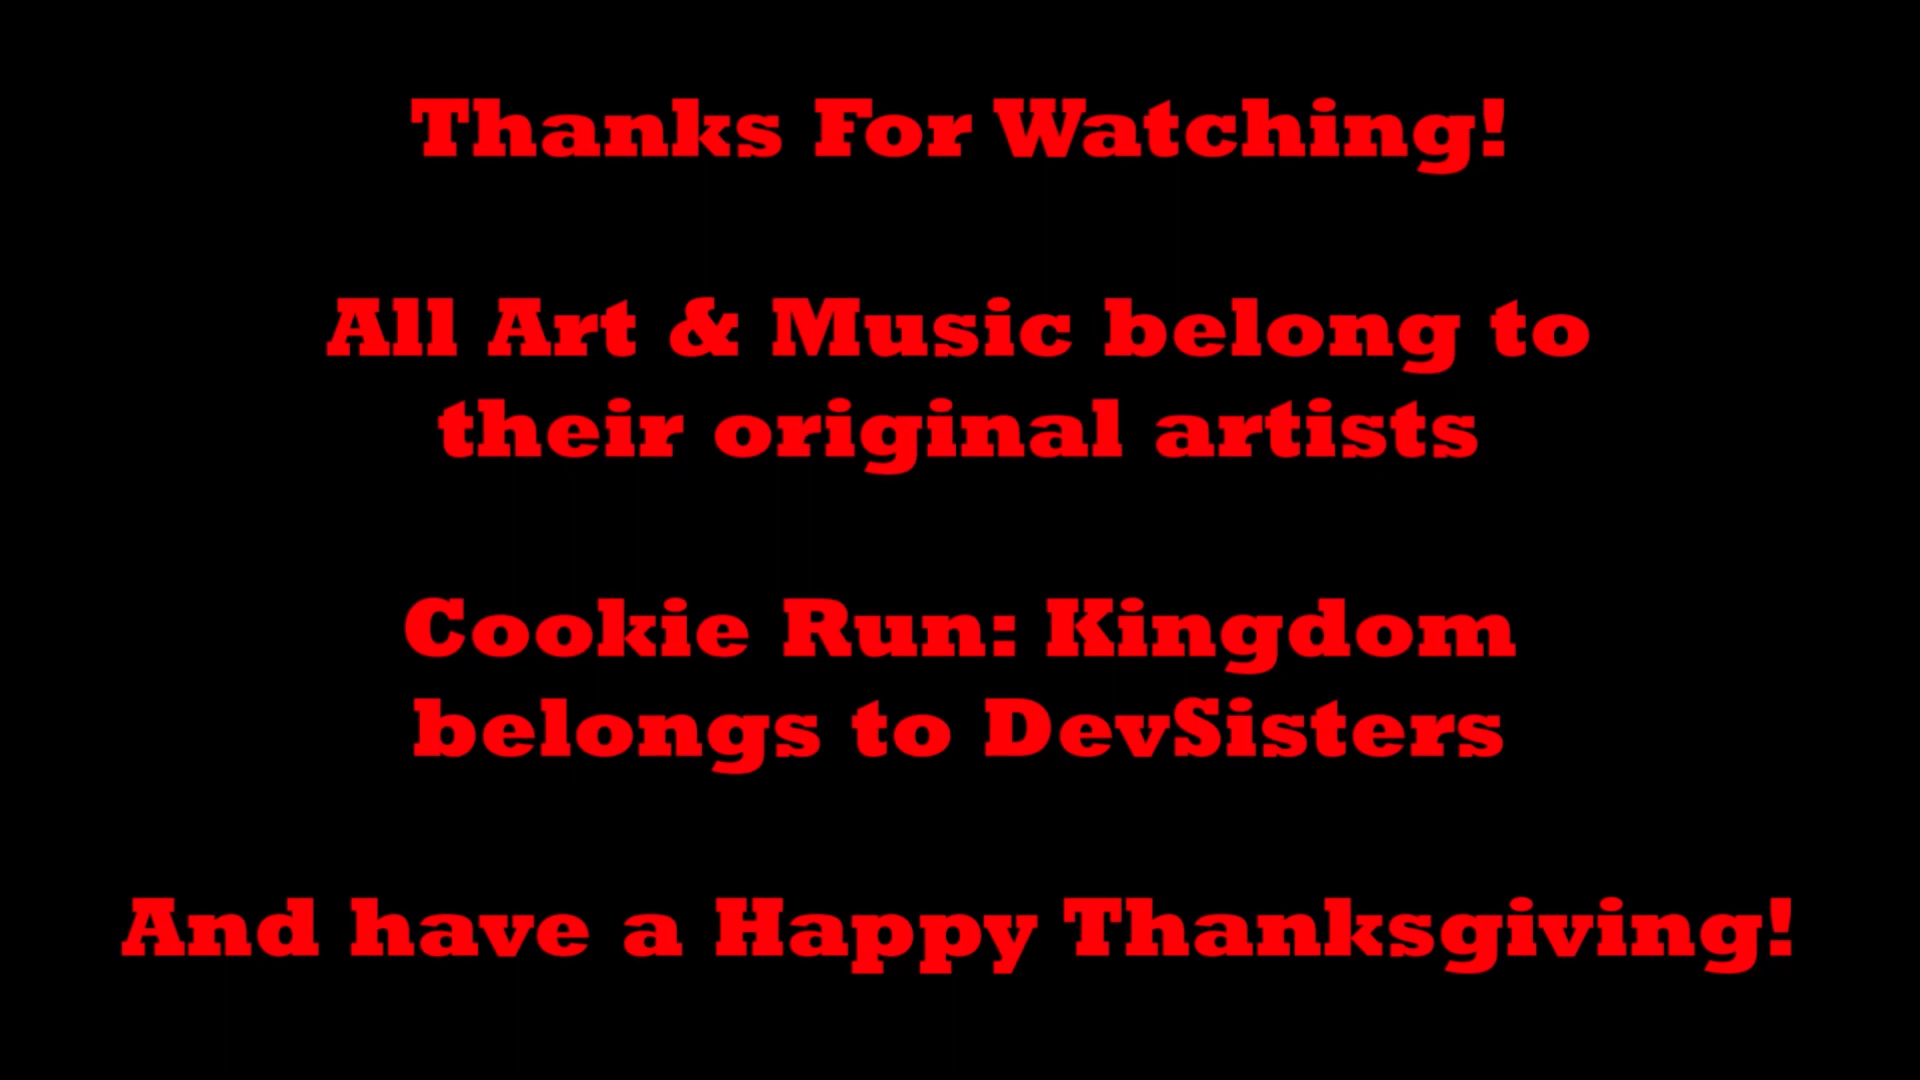 Thanks For Watching!
All Art & Music belong to
their original artists
Cookie Run: Kingdom
belongs to DevSisters
And have a Happy Thanksgiving!